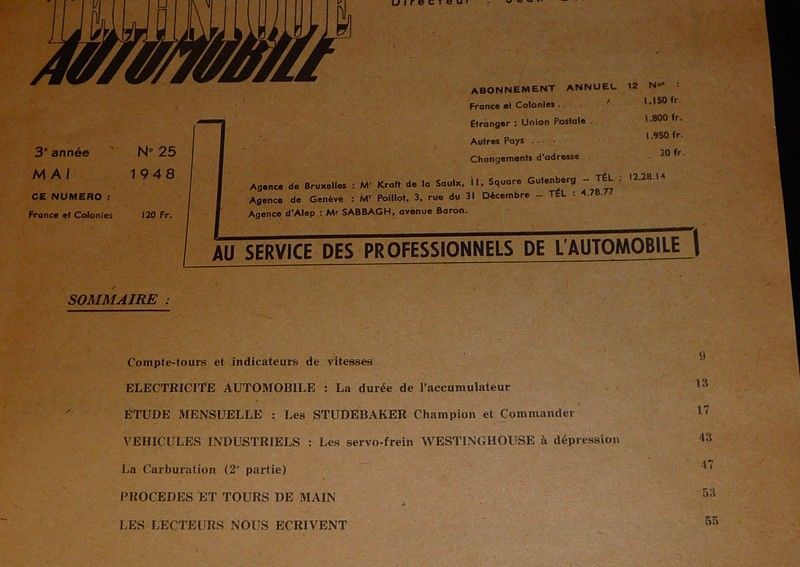 TECHNIQUE
AUTOMOBILE
Directeur : Jean
ABONNEMENT ANNUEL 12 Nos :
France et Colonies . . . . 1.150 fr.
Étranger : Union Postale . . 1.800 fr.
Autres Pays . . . . . 1.950 fr.
Changements d'adresse . . 20 fr.
3e année No 25
MAI 1948
CE NUMERO :
France et Colonies 120 Fr.
Agence de Bruxelles : Mr Kraft de la Saulx, 11, Square Gutenberg – TÉL : 12.28.14
Agence de Genève : Mr Poillot, 3, rue du 31 Décembre – TÉL : 4.78.77
Agence d'Alep : Mr SABBAGH, avenue Baron.
AU SERVICE DES PROFESSIONNELS DE L'AUTOMOBILE
SOMMAIRE :
Compte-tours et indicateurs de vitesses 9
ELECTRICITE AUTOMOBILE : La durée de l'accumulateur 13
ETUDE MENSUELLE : Les STUDEBAKER Champion et Commander 17
VEHICULES INDUSTRIELS : Les servo-frein WESTINGHOUSE à dépression 43
La Carburation (2e partie) 47
PROCEDES ET TOURS DE MAIN 53
LES LECTEURS NOUS ECRIVENT 55